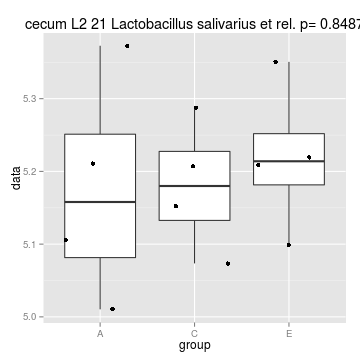 cecum L2 21 Lactobacillus salivarius et rel. p= 0.8487
data
5.3
5.2
5.1
5.0
A C E
group